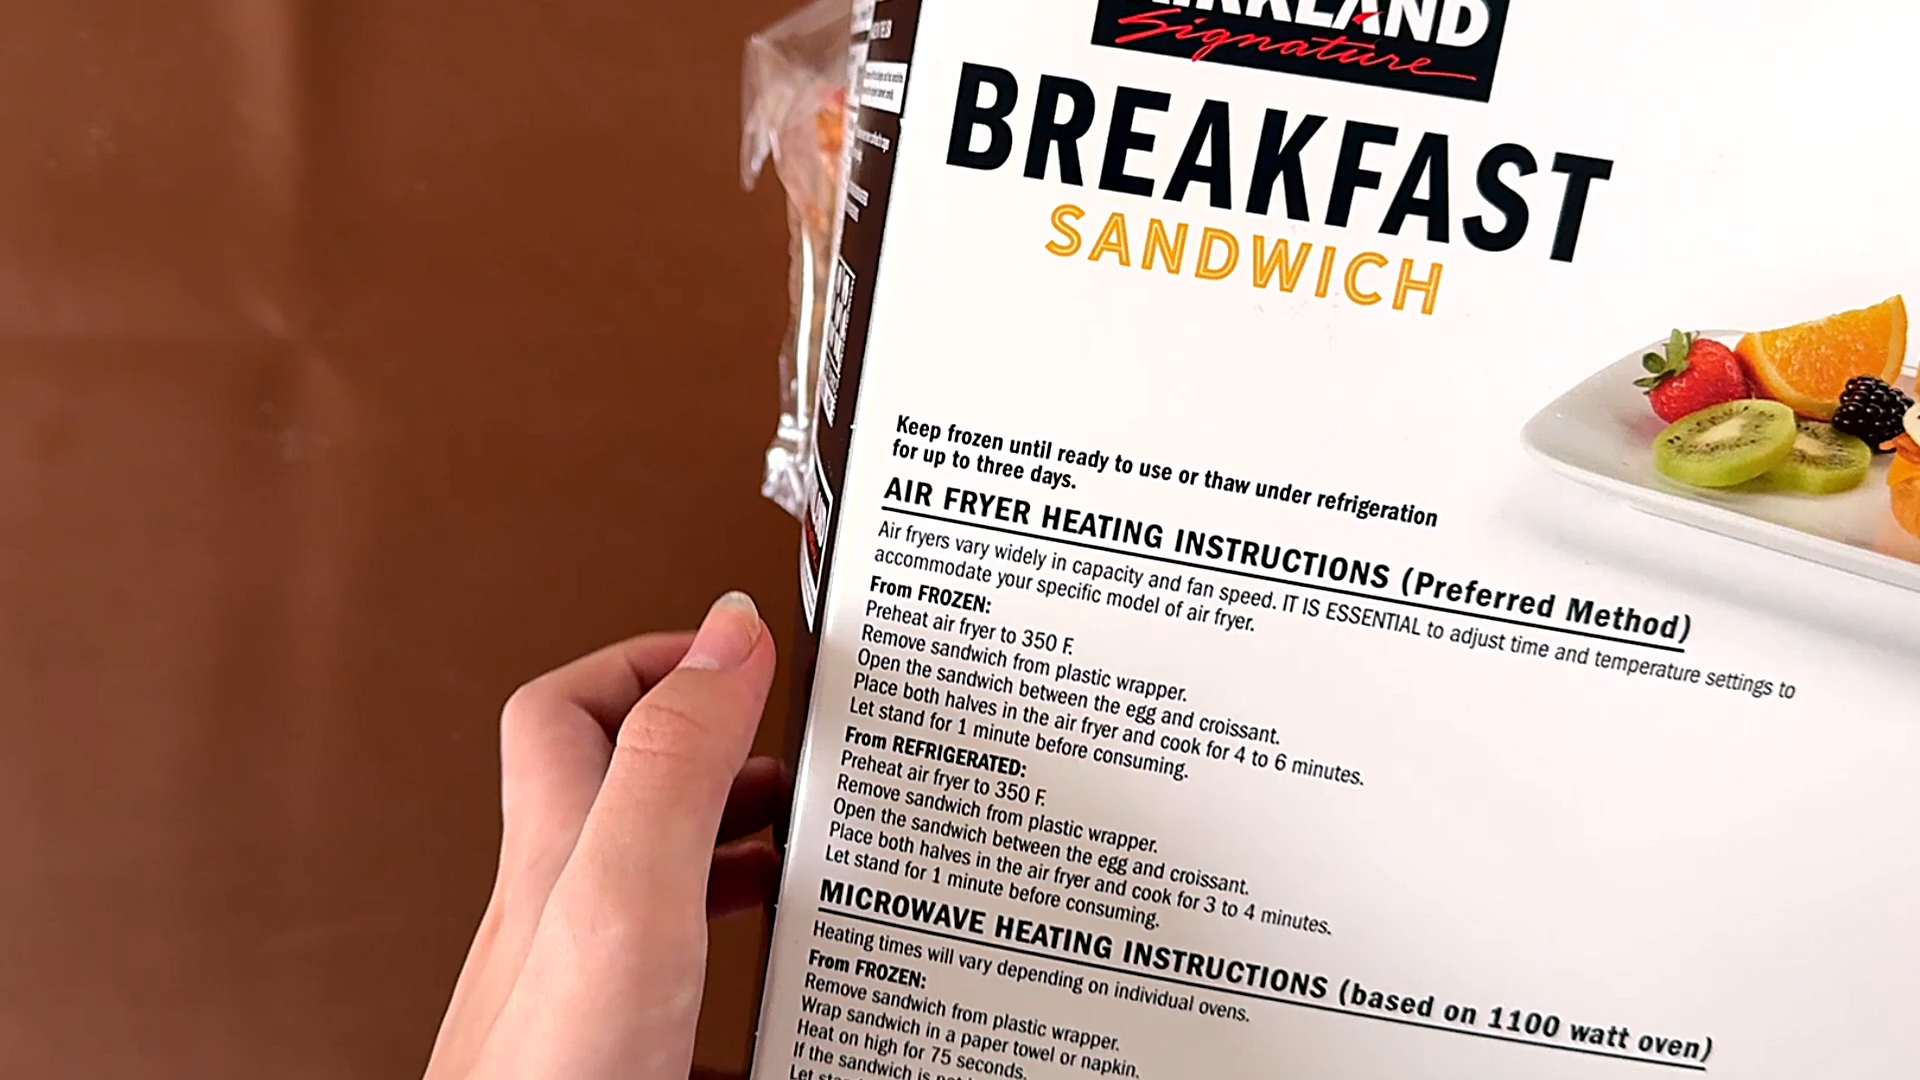 Signature
BREAKFAST
SANDWICH
Keep frozen until ready to use or thaw under refrigeration
for up to three days.
AIR FRYER HEATING INSTRUCTIONS (Preferred Method)
Air fryers vary widely in capacity and fan speed. IT IS ESSENTIAL to adjust time and temperature settings to
accommodate your specific model of air fryer.
From FROZEN:
Preheat air fryer to 350 F.
Remove sandwich from plastic wrapper.
Open the sandwich between the egg and croissant.
Place both halves in the air fryer and cook for 4 to 6 minutes.
Let stand for 1 minute before consuming.
From REFRIGERATED:
Preheat air fryer to 350 F.
Remove sandwich from plastic wrapper.
Open the sandwich between the egg and croissant.
Place both halves in the air fryer and cook for 3 to 4 minutes.
Let stand for 1 minute before consuming.
MICROWAVE HEATING INSTRUCTIONS (based on 1100 watt oven)
Heating times will vary depending on individual ovens.
From FROZEN:
Remove sandwich from plastic wrapper.
Wrap sandwich in a paper towel or napkin.
Heat on high for 75 seconds.
If the sandwich is
Let